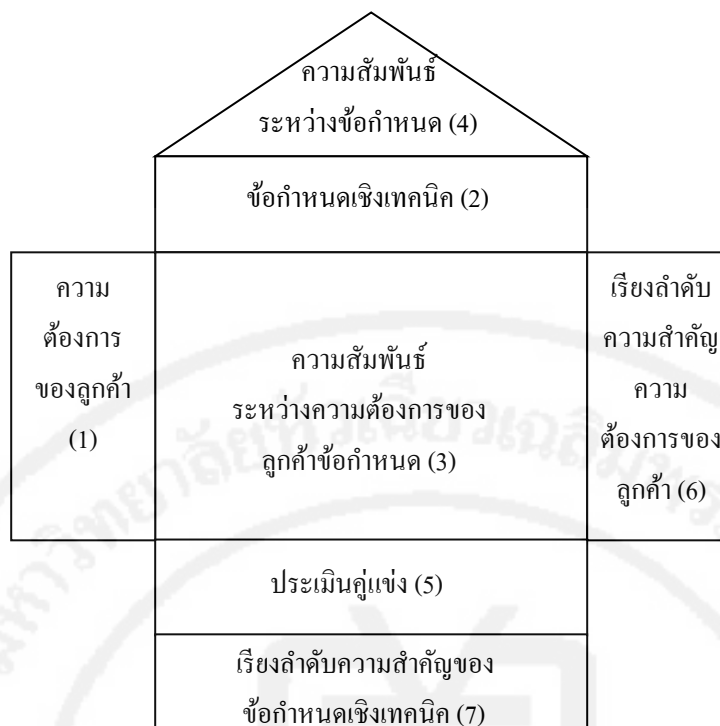 ความสัมพันธ์
ระหว่างข้อกำหนด (4)
ข้อกำหนดเชิงเทคนิค (2)
ความ
ต้องการ
ของลูกค้า
(1)
ความสัมพันธ์
ระหว่างความต้องการของ
ลูกค้าข้อกำหนด (3)
เรียงลำดับ
ความสำคัญ
ความ
ต้องการของ
ลูกค้า (6)
ประเมินคู่แข่ง (5)
เรียงลำดับความสำคัญของ
ข้อกำหนดเชิงเทคนิค (7)